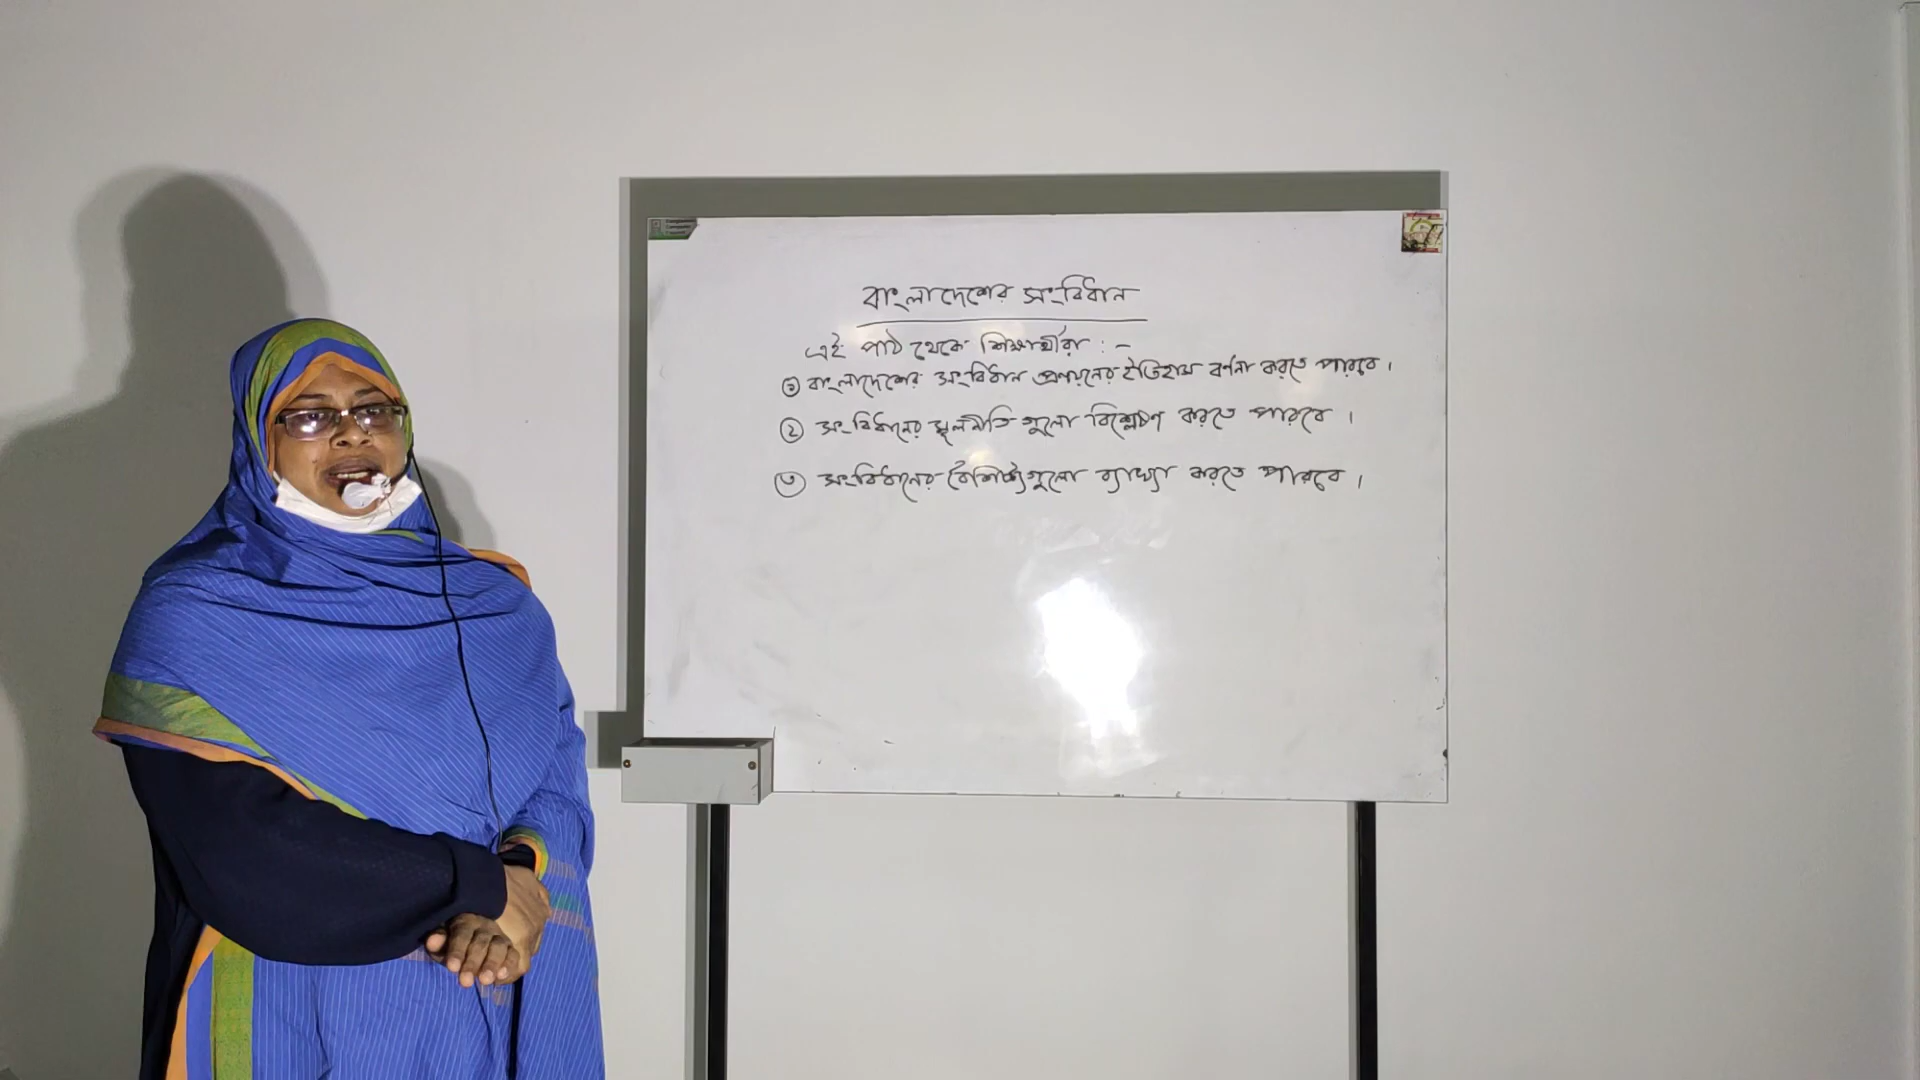 বাংলাদেশের সংবিধান
এই পাঠ থেকে শিক্ষার্থীরা :-
১ বাংলাদেশের সংবিধান প্রণয়নের ইতিহাস বর্ণনা করতে পারবে।
২ সংবিধানের মূলনীতি গুলো বিশ্লেষণ করতে পারবে।
৩ সংবিধানের বৈশিষ্ট্যগুলো ব্যাখ্যা করতে পারবে।